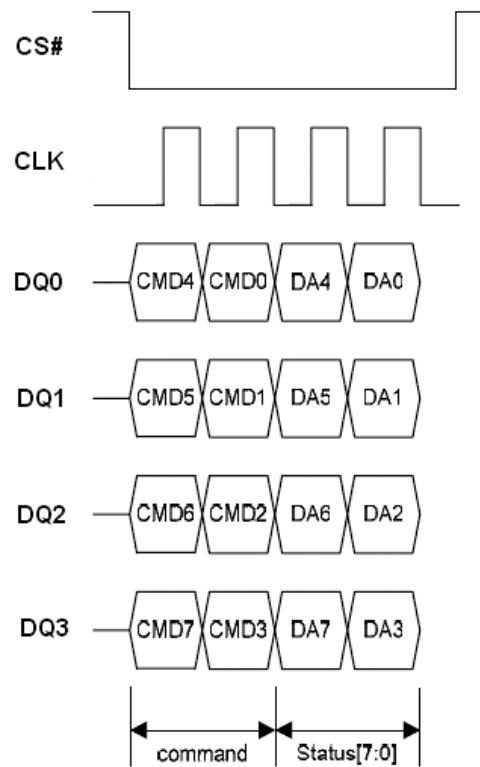 CS#
CLK
DQ0 CMD4 CMD0 DA4 DA0
DQ1 CMD5 CMD1 DA5 DA1
DQ2 CMD6 CMD2 DA6 DA2
DQ3 CMD7 CMD3 DA7 DA3
command Status[7:0]